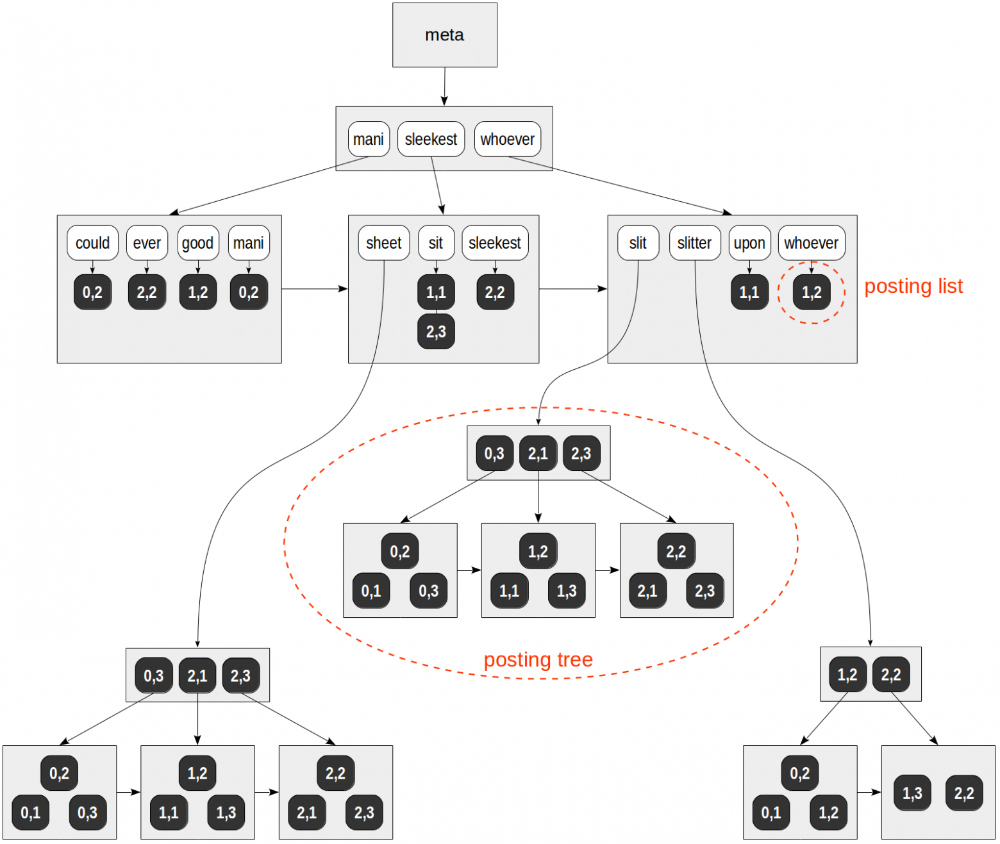 meta
mani sleekest whoever
could ever good mani sheet sit sleekest slit slitter upon whoever
0,2 2,2 1,2 0,2 1,1 2,2 1,1 1,2 posting list
2,3
0,3 2,1 2,3
0,2 1,2 2,2
0,1 0,3 1,1 1,3 2,1 2,3
posting tree
0,3 2,1 2,3 1,2 2,2
0,2 1,2 2,2 0,2
1,3 2,2
0,1 0,3 1,1 1,3 2,1 2,3 0,1 1,2